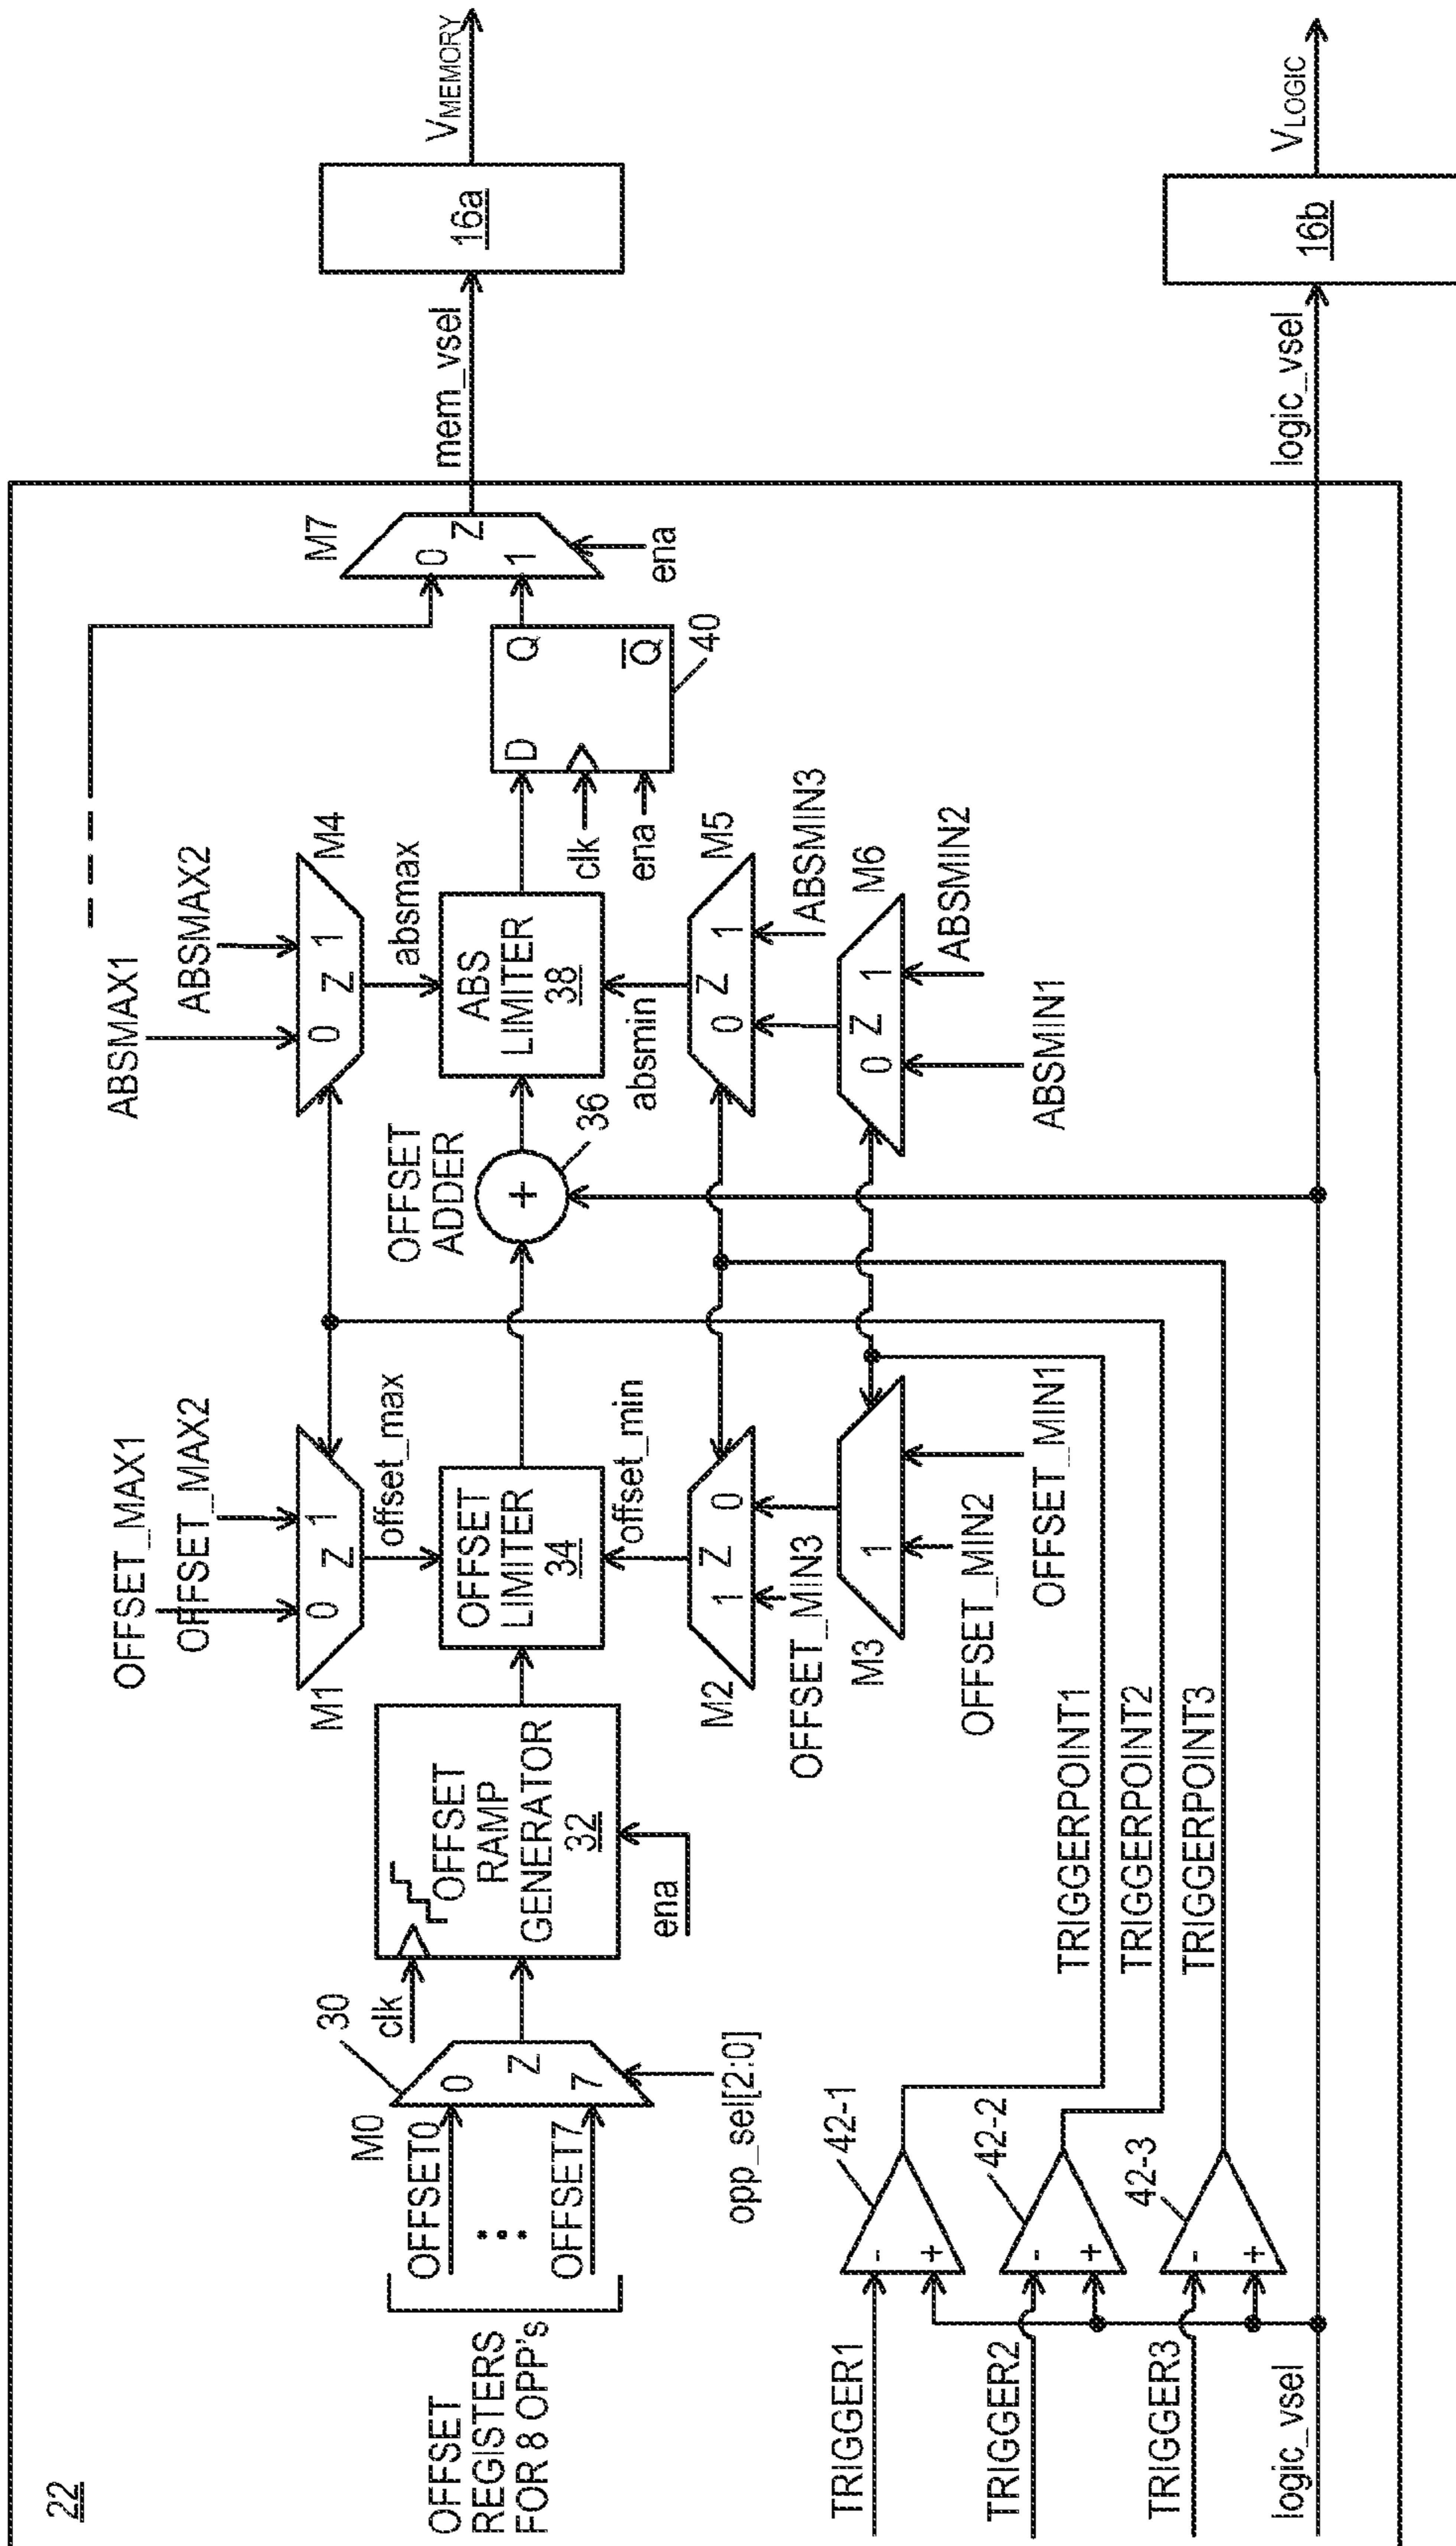 22
OFFSET
REGISTERS
FOR 8 OPP's
OFFSET0
OFFSET7
M0
30
0
Z
7
opp_sel[2:0]
clk
OFFSET
RAMP
GENERATOR
32
ena
OFFSET_MAX1
OFFSET_MAX2
M1
0 Z 1
offset_max
OFFSET
LIMITER
34
offset_min
M2
1 Z 0
OFFSET_MIN3
M3
1
OFFSET_MIN2
OFFSET_MIN1
OFFSET
ADDER
+
36
ABSMAX1
ABSMAX2
M4
0 Z 1
absmax
ABS
LIMITER
38
absmin
M5
0 Z 1
ABSMIN3
M6
0 Z 1
ABSMIN2
ABSMIN1
D
Q
Q
clk
ena
40
M7
0
Z
1
ena
mem_vsel
16a
VMEMORY
TRIGGER1
-
+
42-1
TRIGGERPOINT1
TRIGGER2
-
+
42-2
TRIGGERPOINT2
TRIGGER3
-
+
42-3
TRIGGERPOINT3
logic_vsel
logic_vsel
16b
VLOGIC